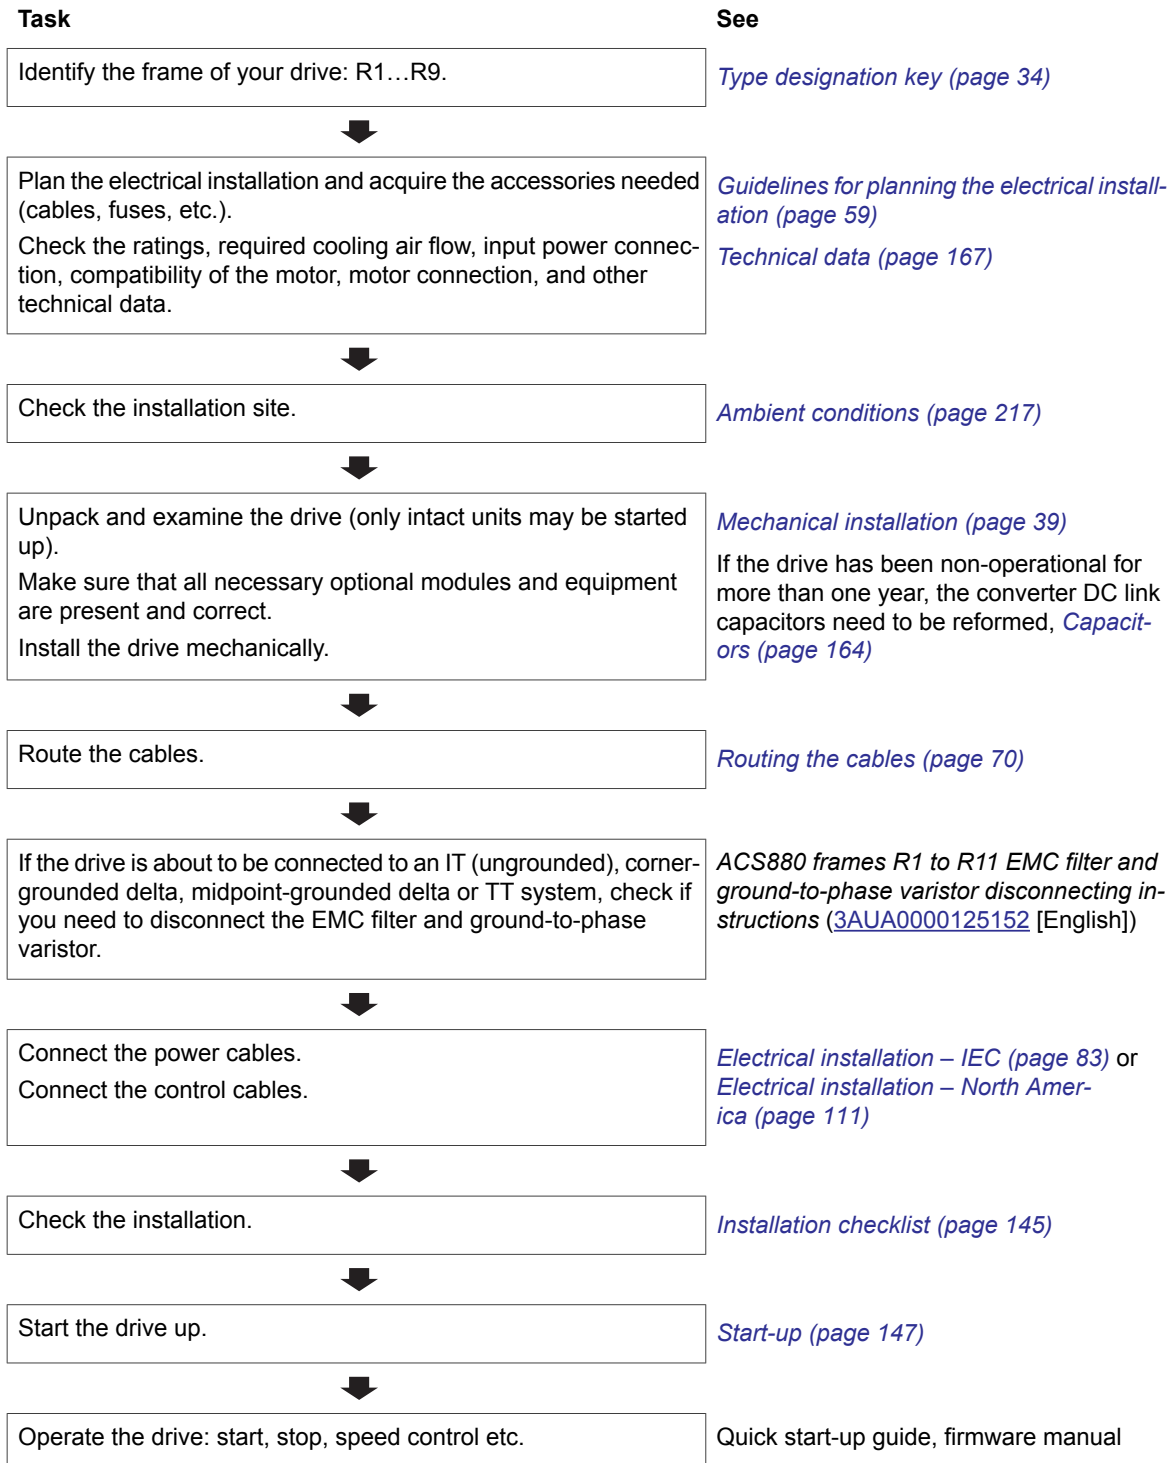 Task
See
Identify the frame of your drive: R1…R9.
Type designation key (page 34)
Plan the electrical installation and acquire the accessories needed
(cables, fuses, etc.).
Check the ratings, required cooling air flow, input power connec-
tion, compatibility of the motor, motor connection, and other
technical data.
Guidelines for planning the electrical install-
ation (page 59)
Technical data (page 167)
Check the installation site.
Ambient conditions (page 217)
Unpack and examine the drive (only intact units may be started
up).
Make sure that all necessary optional modules and equipment
are present and correct.
Install the drive mechanically.
Mechanical installation (page 39)
If the drive has been non-operational for
more than one year, the converter DC link
capacitors need to be reformed, Capacit-
ors (page 164)
Route the cables.
Routing the cables (page 70)
If the drive is about to be connected to an IT (ungrounded), corner-
grounded delta, midpoint-grounded delta or TT system, check if
you need to disconnect the EMC filter and ground-to-phase
varistor.
ACS880 frames R1 to R11 EMC filter and
ground-to-phase varistor disconnecting in-
structions (3AUA0000125152 [English])
Connect the power cables.
Connect the control cables.
Electrical installation – IEC (page 83) or
Electrical installation – North Amer-
ica (page 111)
Check the installation.
Installation checklist (page 145)
Start the drive up.
Start-up (page 147)
Operate the drive: start, stop, speed control etc.
Quick start-up guide, firmware manual